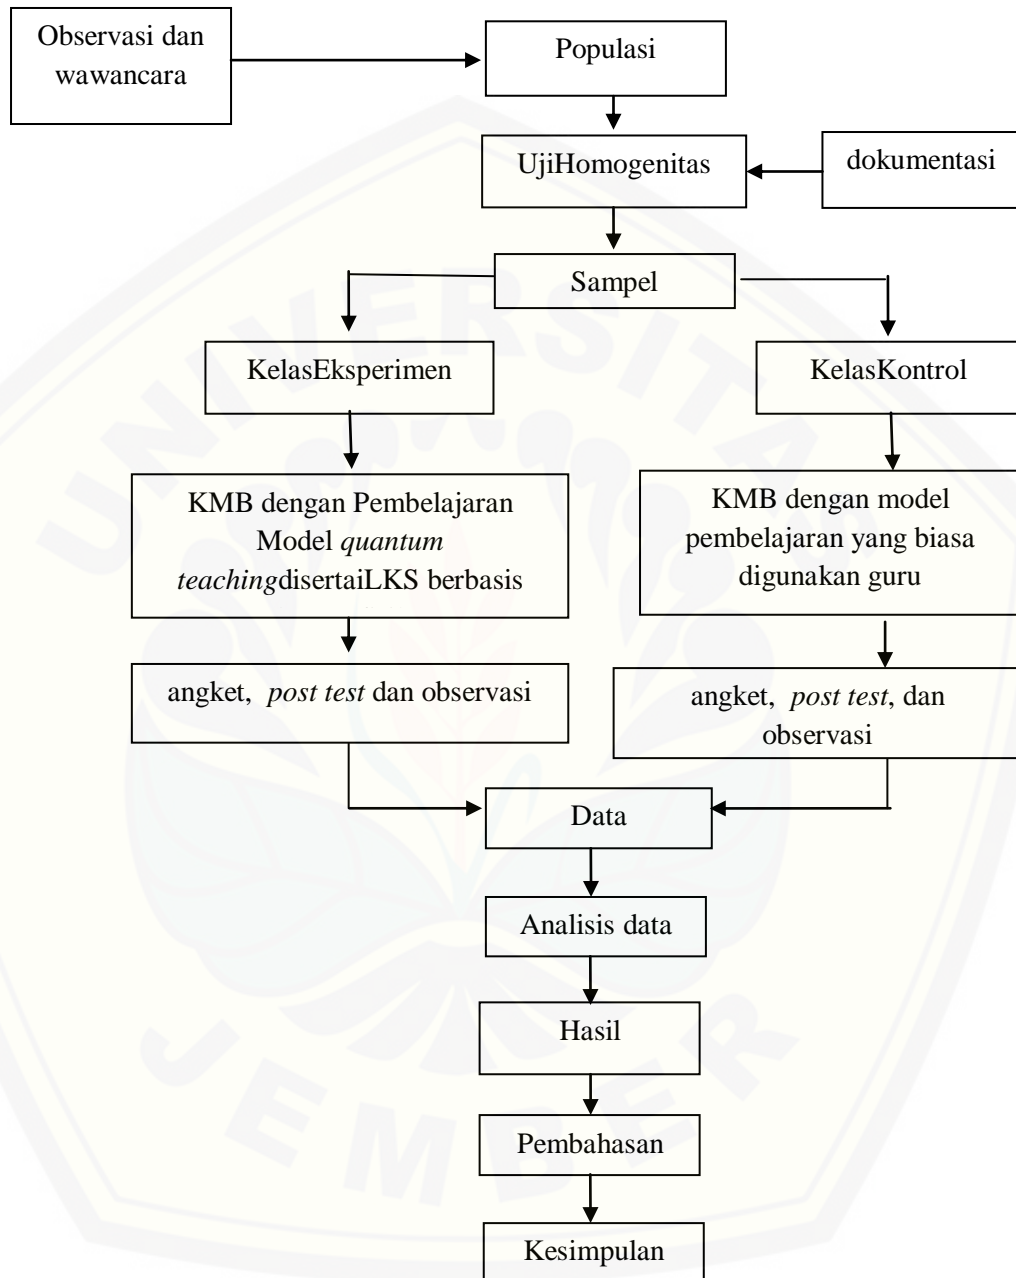 Observasi dan
wawancara
Populasi
UjiHomogenitas
dokumentasi
Sampel
KelasEksperimen
KelasKontrol
KMB dengan Pembelajaran
Model quantum
teachingdisertaiLKS berbasis
KMB dengan model
pembelajaran yang biasa
digunakan guru
angket, post test dan observasi
angket, post test, dan
observasi
Data
Analisis data
Hasil
Pembahasan
Kesimpulan
UNIVERSITAS
JEMBER